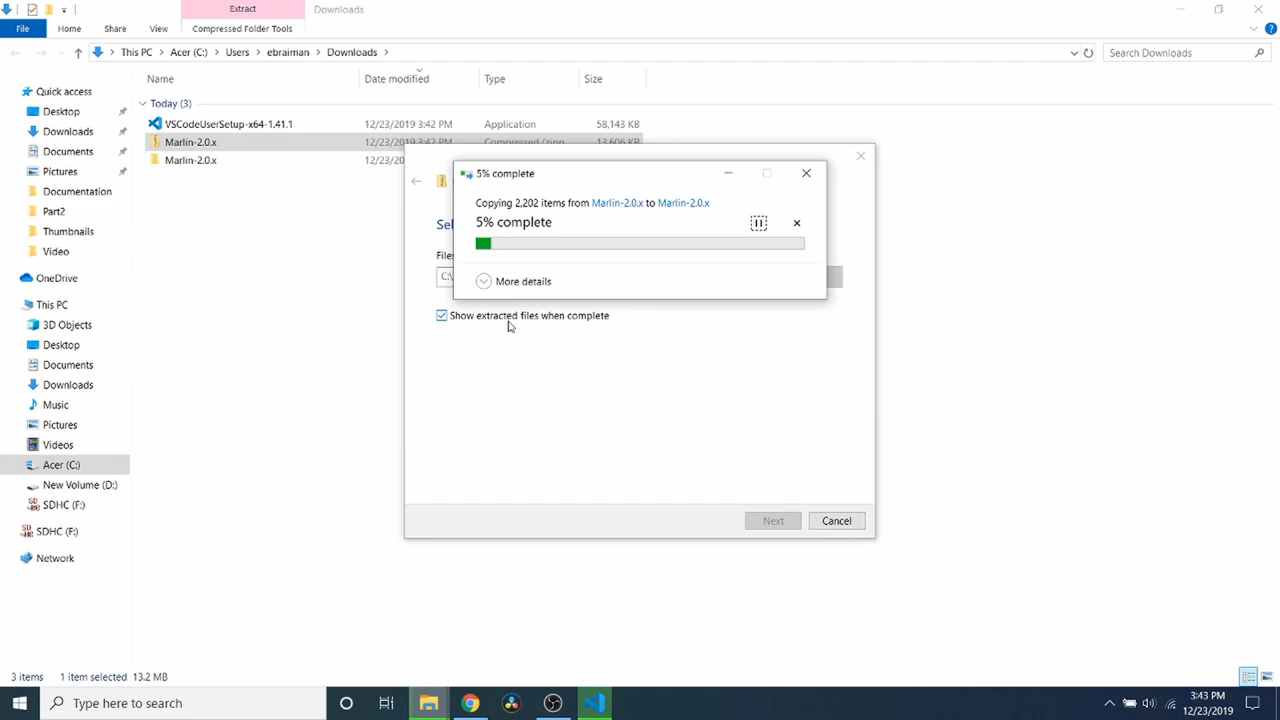 Extract
Downloads
File
Home
Share
View
Compressed Folder Tools
This PC
Acer (C:)
Users
ebraiman
Downloads
Search Downloads
Name
Date modified
Type
Size
Quick access
Desktop
Downloads
Documents
Pictures
Documentation
Part2
Thumbnails
Video
OneDrive
This PC
3D Objects
Desktop
Documents
Downloads
Music
Pictures
Videos
Acer (C:)
New Volume (D:)
SDHC (F:)
SDHC (F:)
Network
Today (3)
VSCodeUserSetup-x64-1.41.1 12/23/2019 3:42 PM Application 58,143 KB
Marlin-2.0.x 12/23/2019 3:42 PM Compressed (zipp 13,606 KB
Marlin-2.0.x 12/23/20
5% complete
Copying 2,202 items from Marlin-2.0.x to Marlin-2.0.x
5% complete
More details
Sel
Files
C:\
Show extracted files when complete
Next
Cancel
3 items 1 item selected 13.2 MB
Type here to search
3:43 PM
12/23/2019